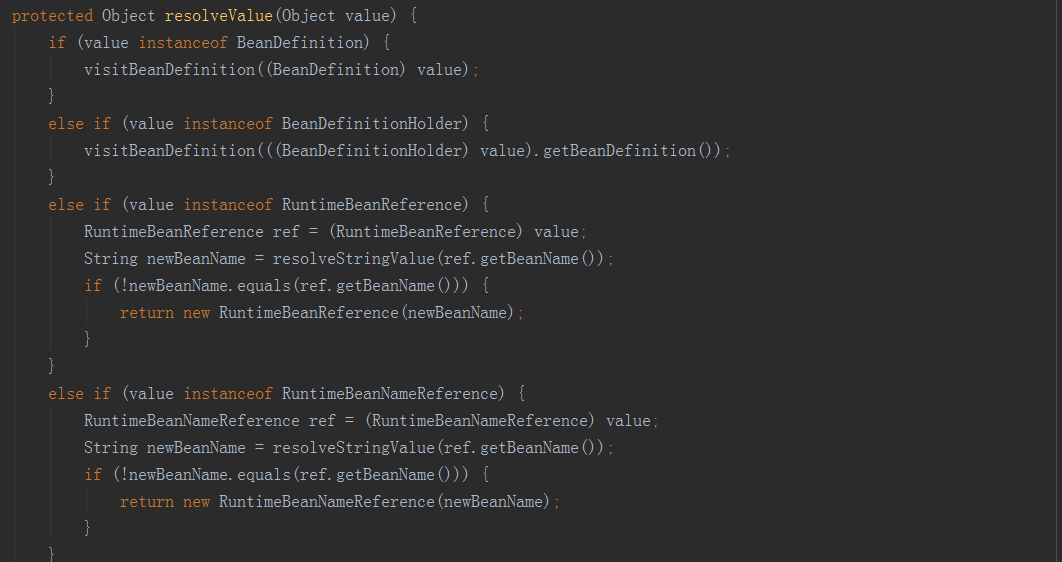 protected Object resolveValue(Object value) {
if (value instanceof BeanDefinition) {
visitBeanDefinition((BeanDefinition) value);
}
else if (value instanceof BeanDefinitionHolder) {
visitBeanDefinition(((BeanDefinitionHolder) value).getBeanDefinition());
}
else if (value instanceof RuntimeBeanReference) {
RuntimeBeanReference ref = (RuntimeBeanReference) value;
String newBeanName = resolveStringValue(ref.getBeanName());
if (!newBeanName.equals(ref.getBeanName())) {
return new RuntimeBeanReference(newBeanName);
}
}
else if (value instanceof RuntimeBeanNameReference) {
RuntimeBeanNameReference ref = (RuntimeBeanNameReference) value;
String newBeanName = resolveStringValue(ref.getBeanName());
if (!newBeanName.equals(ref.getBeanName())) {
return new RuntimeBeanNameReference(newBeanName);
}
}